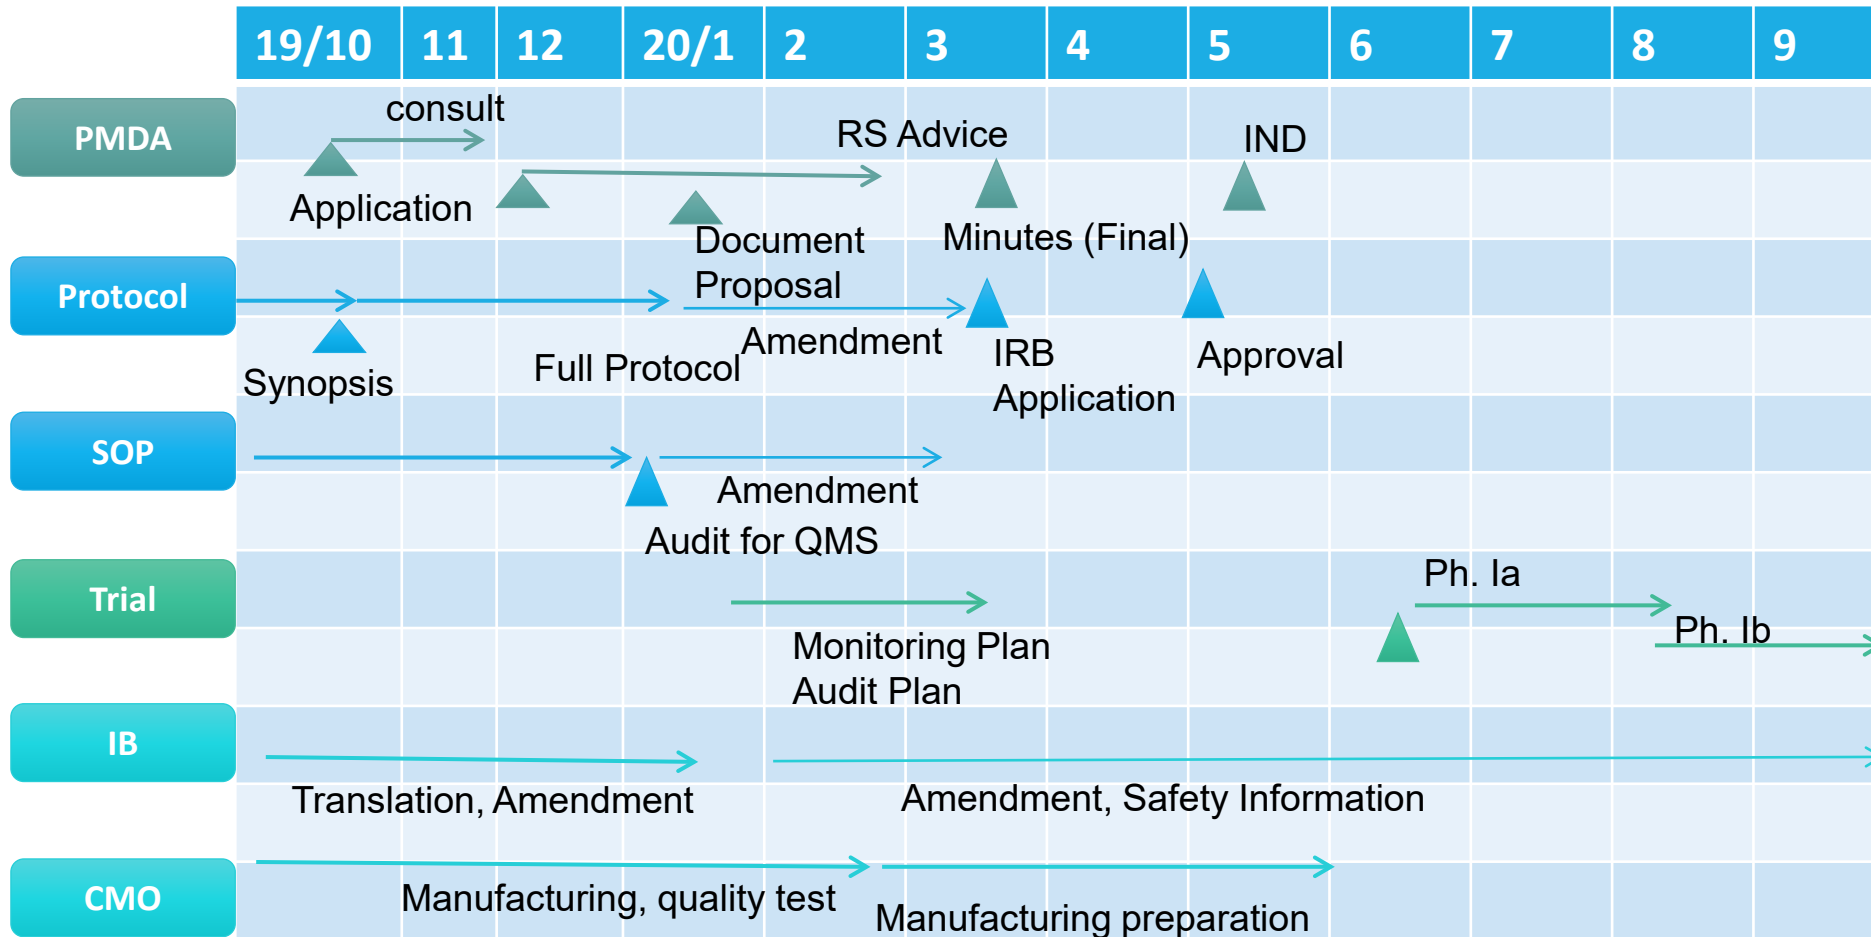 19/10 11 12 20/1 2 3 4 5 6 7 8 9
PMDA
consult
RS Advice
IND
Application
Document
Proposal
Minutes (Final)
Protocol
Amendment
Synopsis
Full Protocol
IRB
Application
Approval
SOP
Amendment
Audit for QMS
Trial
Ph. Ia
Ph. Ib
Monitoring Plan
Audit Plan
IB
Translation, Amendment
Amendment, Safety Information
CMO
Manufacturing, quality test
Manufacturing preparation